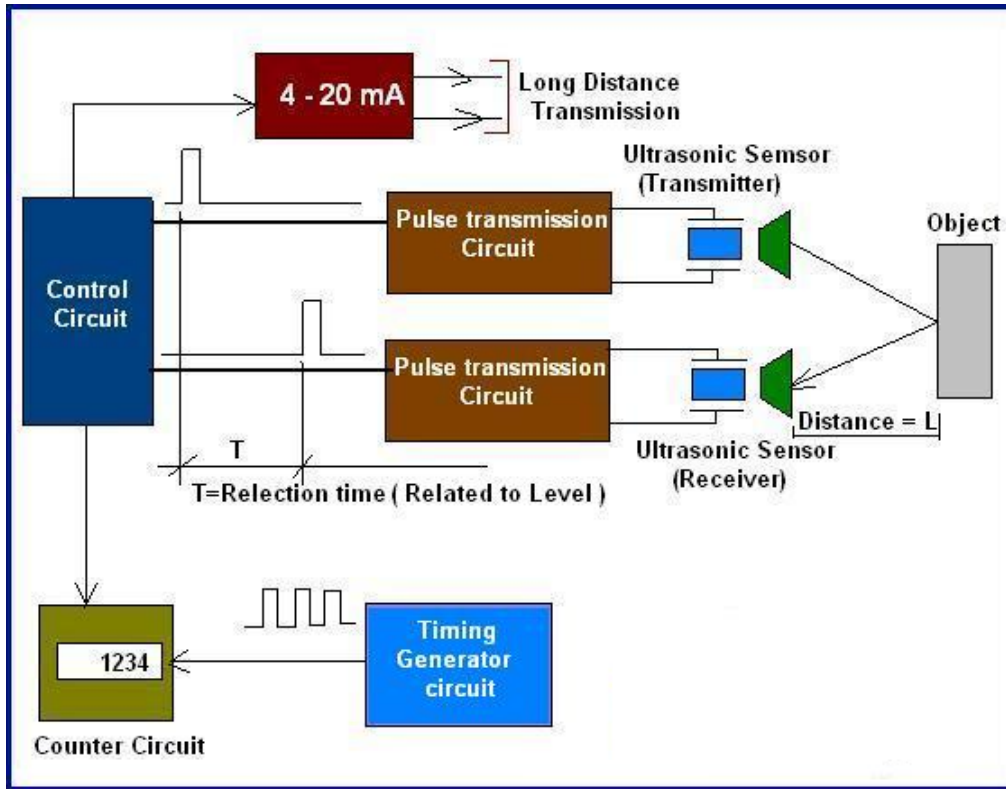 4 - 20 mA
Long Distance
Transmission
Ultrasonic Semsor
(Transmitter)
Object
Pulse transmission
Circuit
Control
Circuit
Pulse transmission
Circuit
Distance = L
T
Ultrasonic Sensor
(Receiver)
T=Relection time ( Related to Level )
1234
Timing
Generator
circuit
Counter Circuit